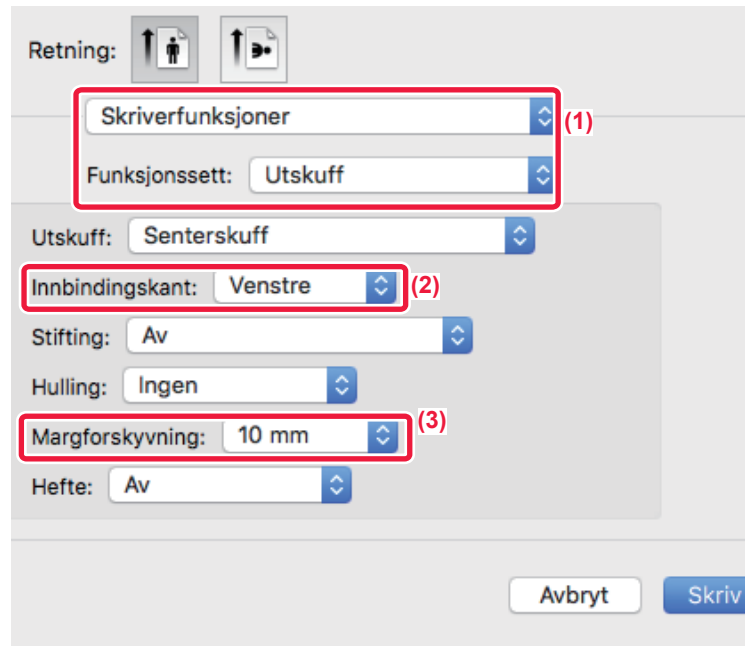 Retning:
Skriverfunksjoner
(1)
Funksjonssett: Utskuff
Utskuff: Senterskuff
Innbindingskant: Venstre (2)
Stifting: Av
Hulling: Ingen
Margforskyvning: 10 mm (3)
Hefte: Av
Avbryt Skriv